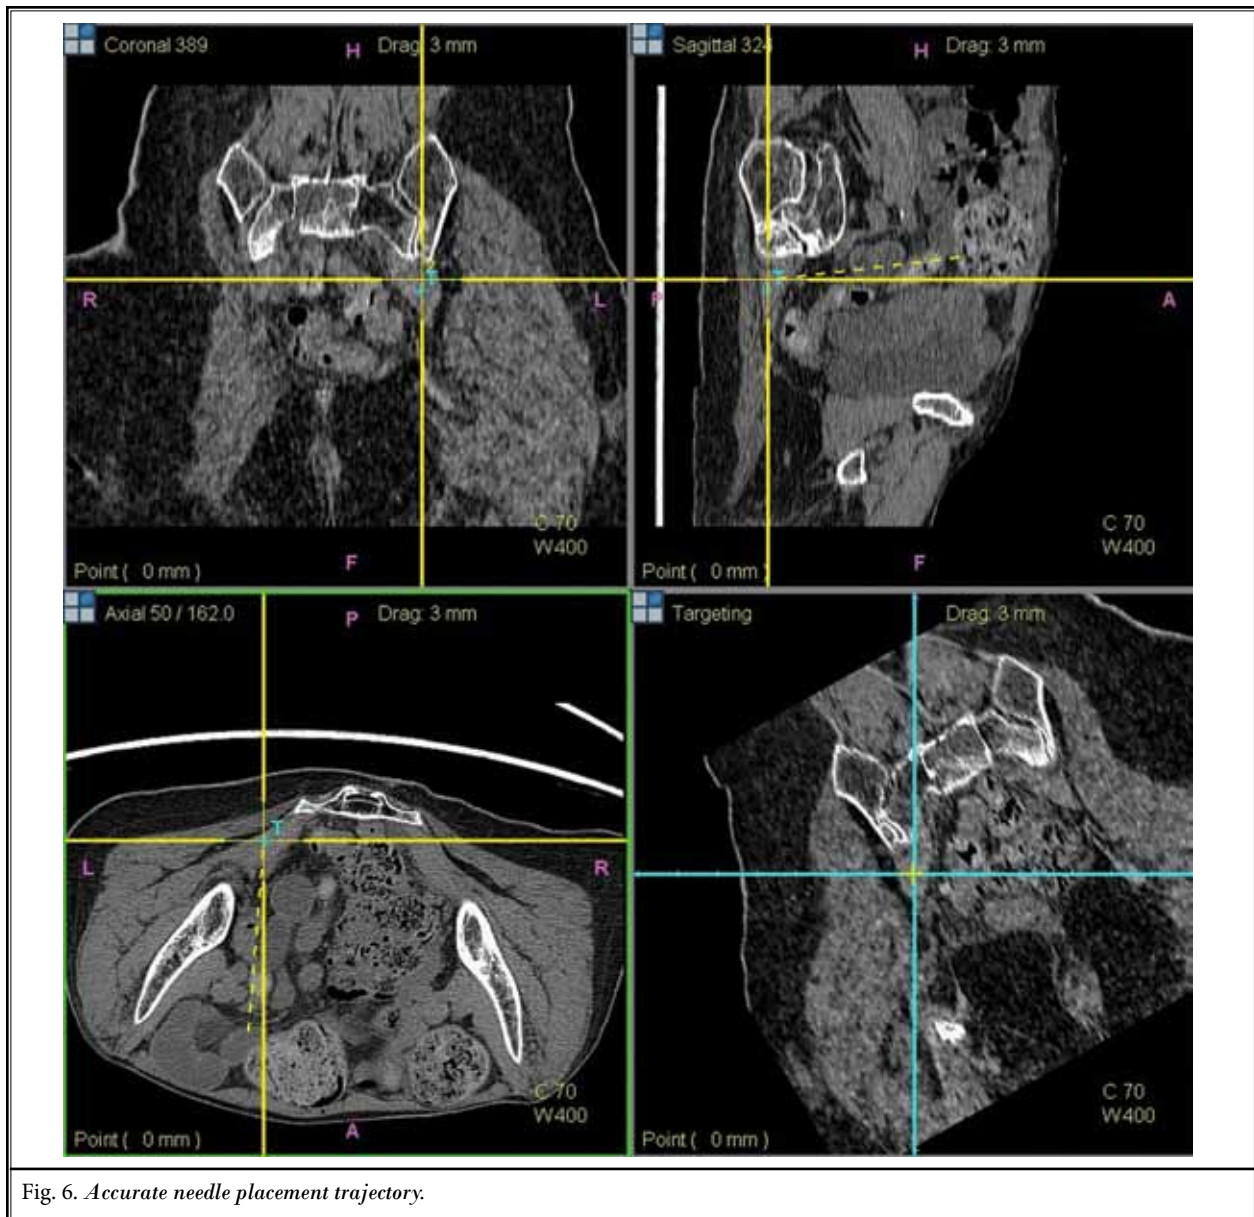 Coronal 389 Drag: 3 mm
H
R L
T
C 70
W400
Point ( 0 mm )
F
Sagittal 324 Drag: 3 mm
H
P A
T
C 70
W400
Point ( 0 mm )
F
Axial 50 / 162.0 Drag: 3 mm
P
T
L R
C 70
W400
Point ( 0 mm )
A
Targeting Drag: 3 mm
C 70
W400
Point ( 0 mm )
Fig. 6. Accurate needle placement trajectory.